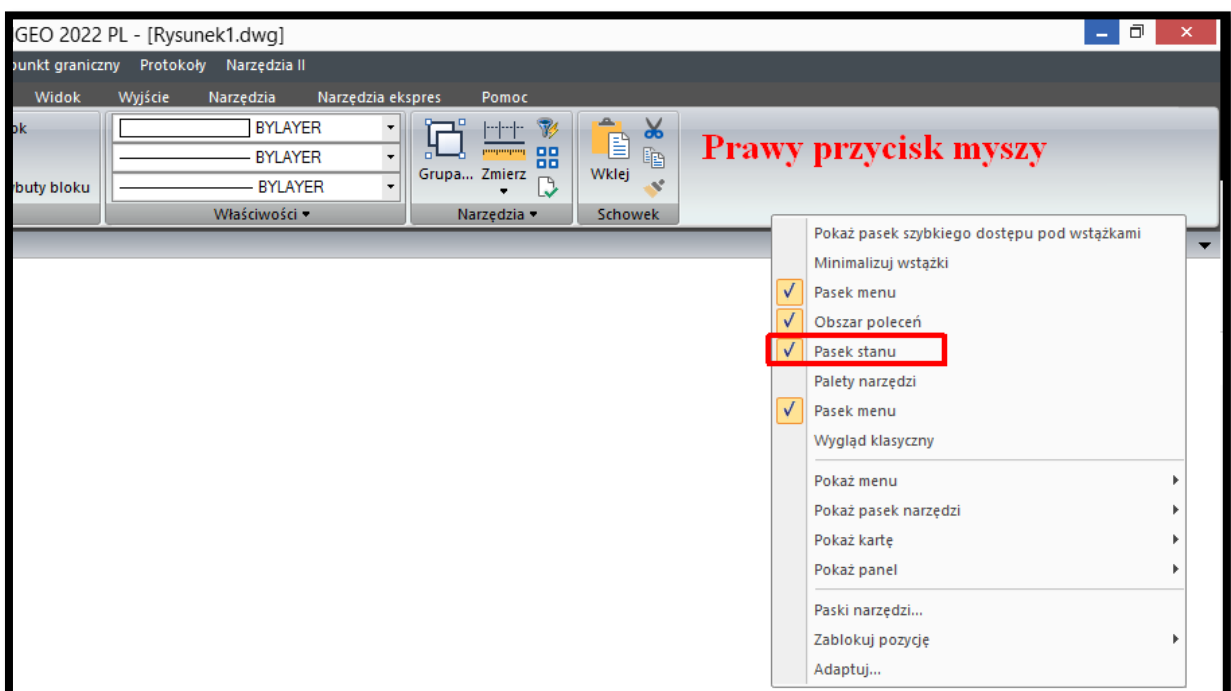 GEO 2022 PL - [Rysunek1.dwg]
punkt graniczny Protokoły Narzędzia II
Widok Wyjście Narzędzia Narzędzia ekspres Pomoc
BYLAYER
BYLAYER
buty bloku
BYLAYER
Grupa... Zmierz
Wklej
Prawy przycisk myszy
Właściwości
Narzędzia
Schowek
Pokaż pasek szybkiego dostępu pod wstążkami
Minimalizuj wstążki
Pasek menu
Obszar poleceń
Pasek stanu
Palety narzędzi
Pasek menu
Wygląd klasyczny
Pokaż menu
Pokaż pasek narzędzi
Pokaż kartę
Pokaż panel
Paski narzędzi...
Zablokuj pozycję
Adaptuj...